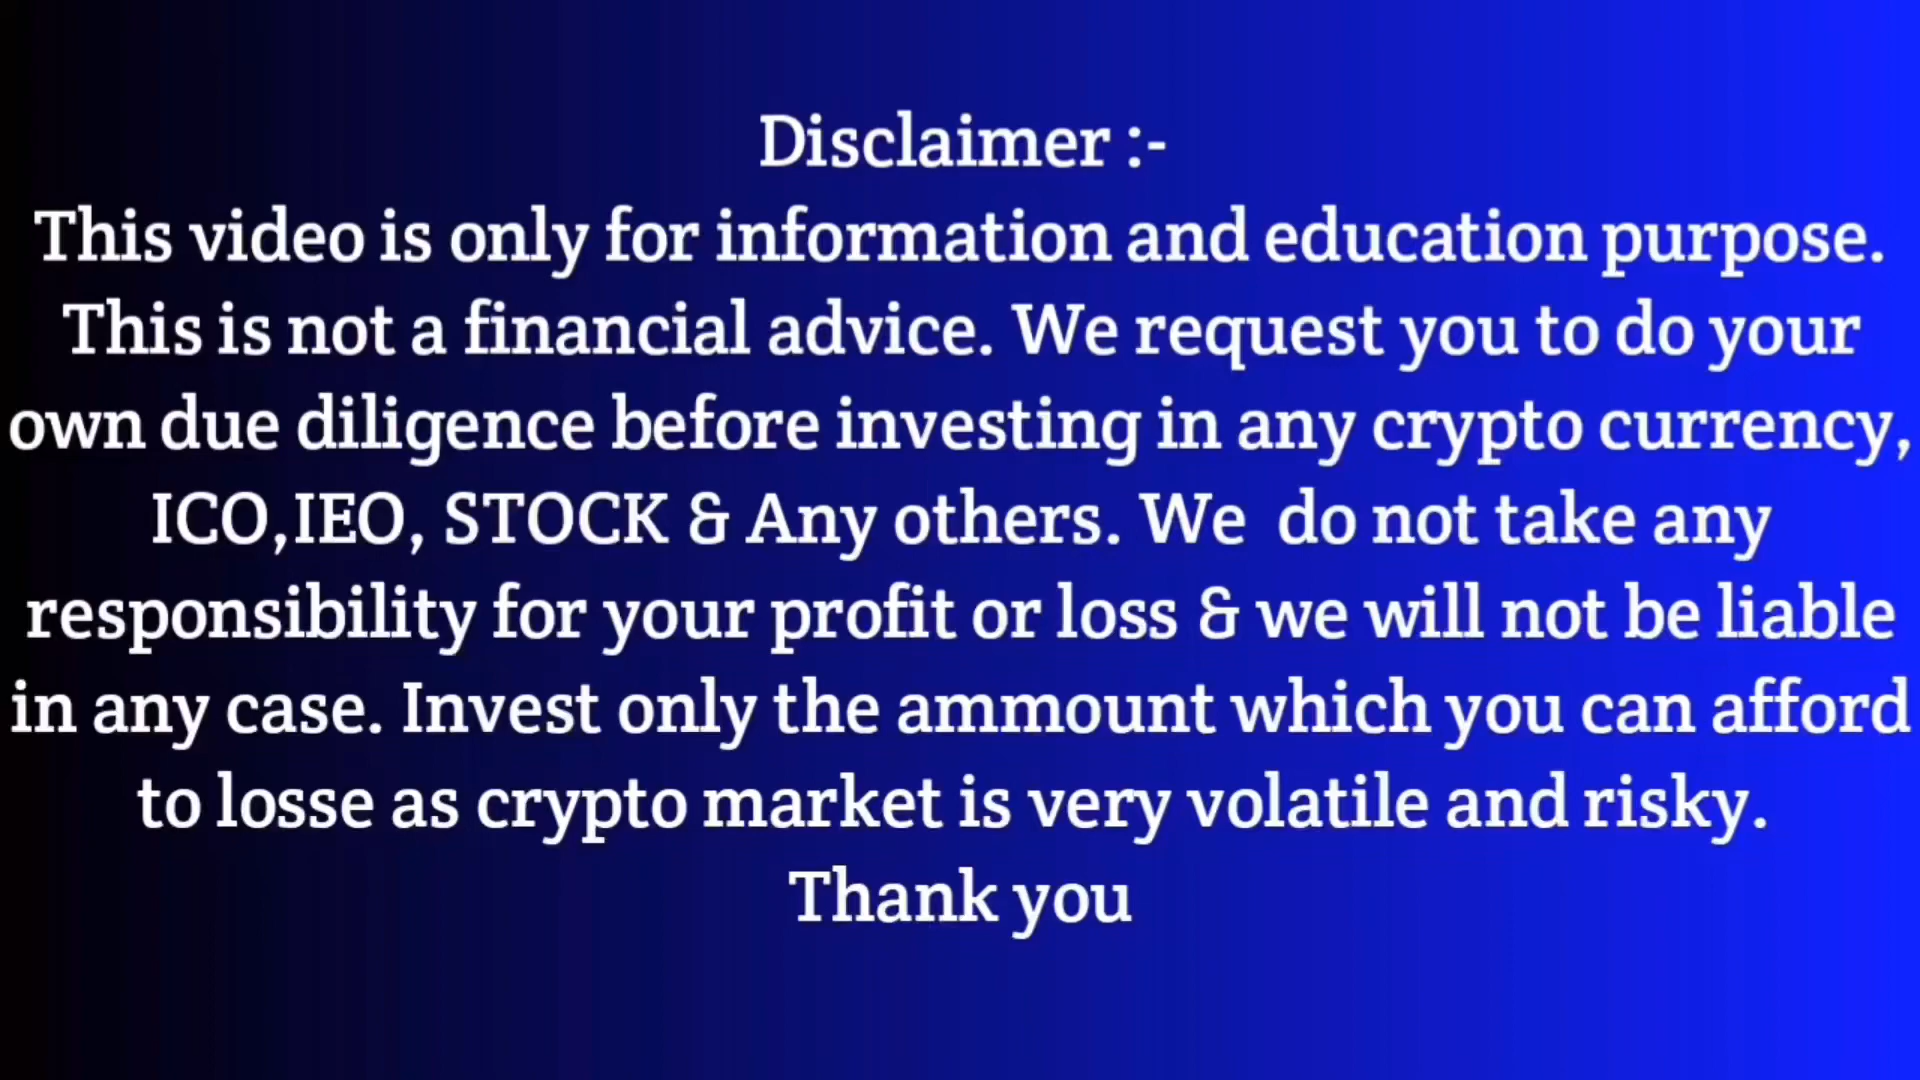 Disclaimer :-
This video is only for information and education purpose.
This is not a financial advice. We request you to do your
own due diligence before investing in any crypto currency,
ICO,IEO, STOCK & Any others. We  do not take any
responsibility for your profit or loss & we will not be liable
in any case. Invest only the ammount which you can afford
to losse as crypto market is very volatile and risky.
Thank you